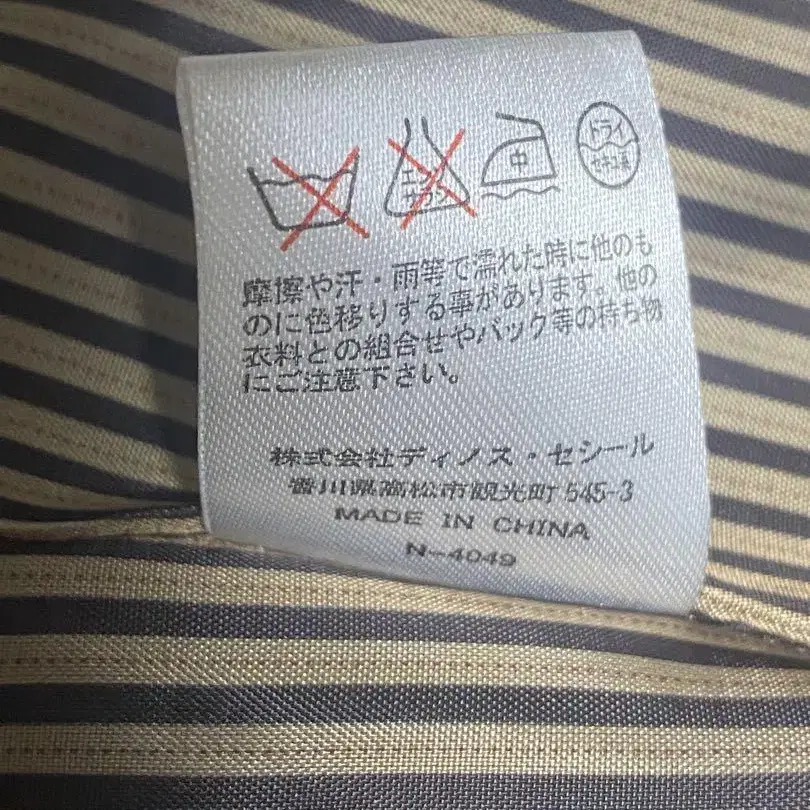 エンソ
サラシ
中
ドライ
セキユ系
摩擦や汗・雨等で濡れた時に他のも
のに色移りする事があります。他の
衣料との組合せやバック等の持ち物
にご注意下さい。
株式会社ディノス・セシール
香川県高松市観光町 545-3
MADE IN CHINA
N-4049